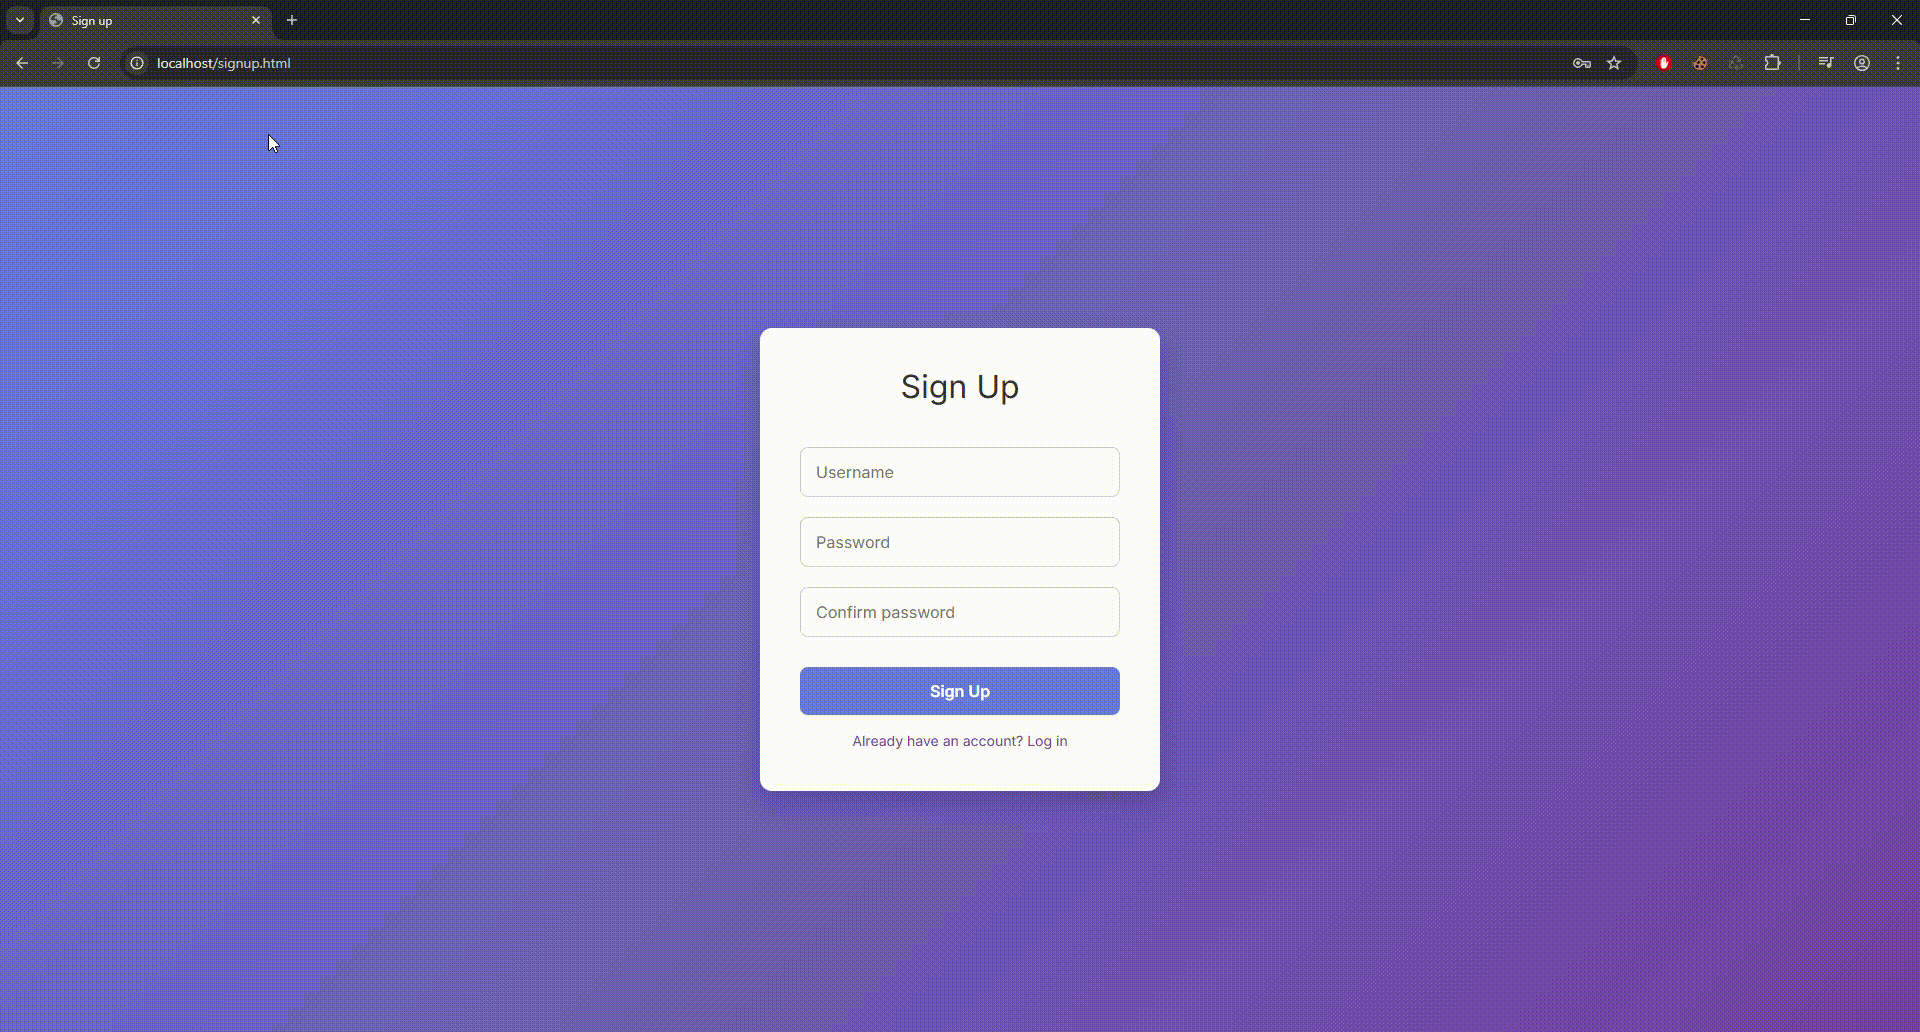 Sign up
localhost/signup.html
Sign Up
Username
Password
Confirm password
Sign Up
Already have an account? Log in